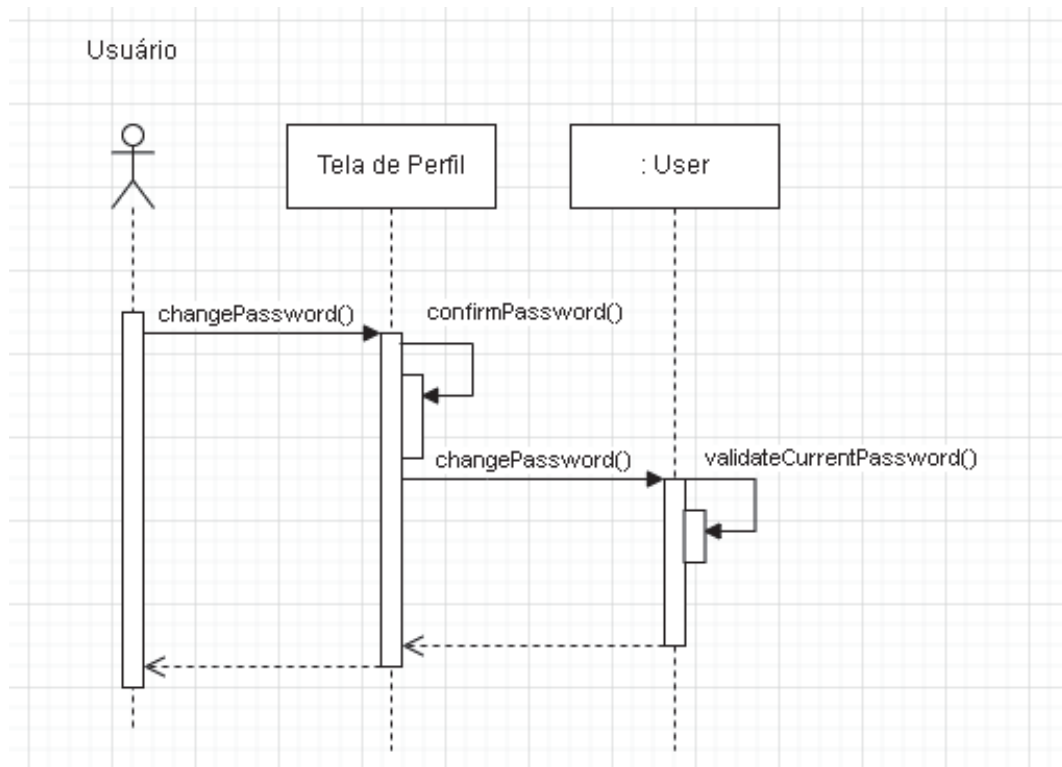 Usuário
Tela de Perfil
: User
changePassword()
confirmPassword()
changePassword()
validateCurrentPassword()